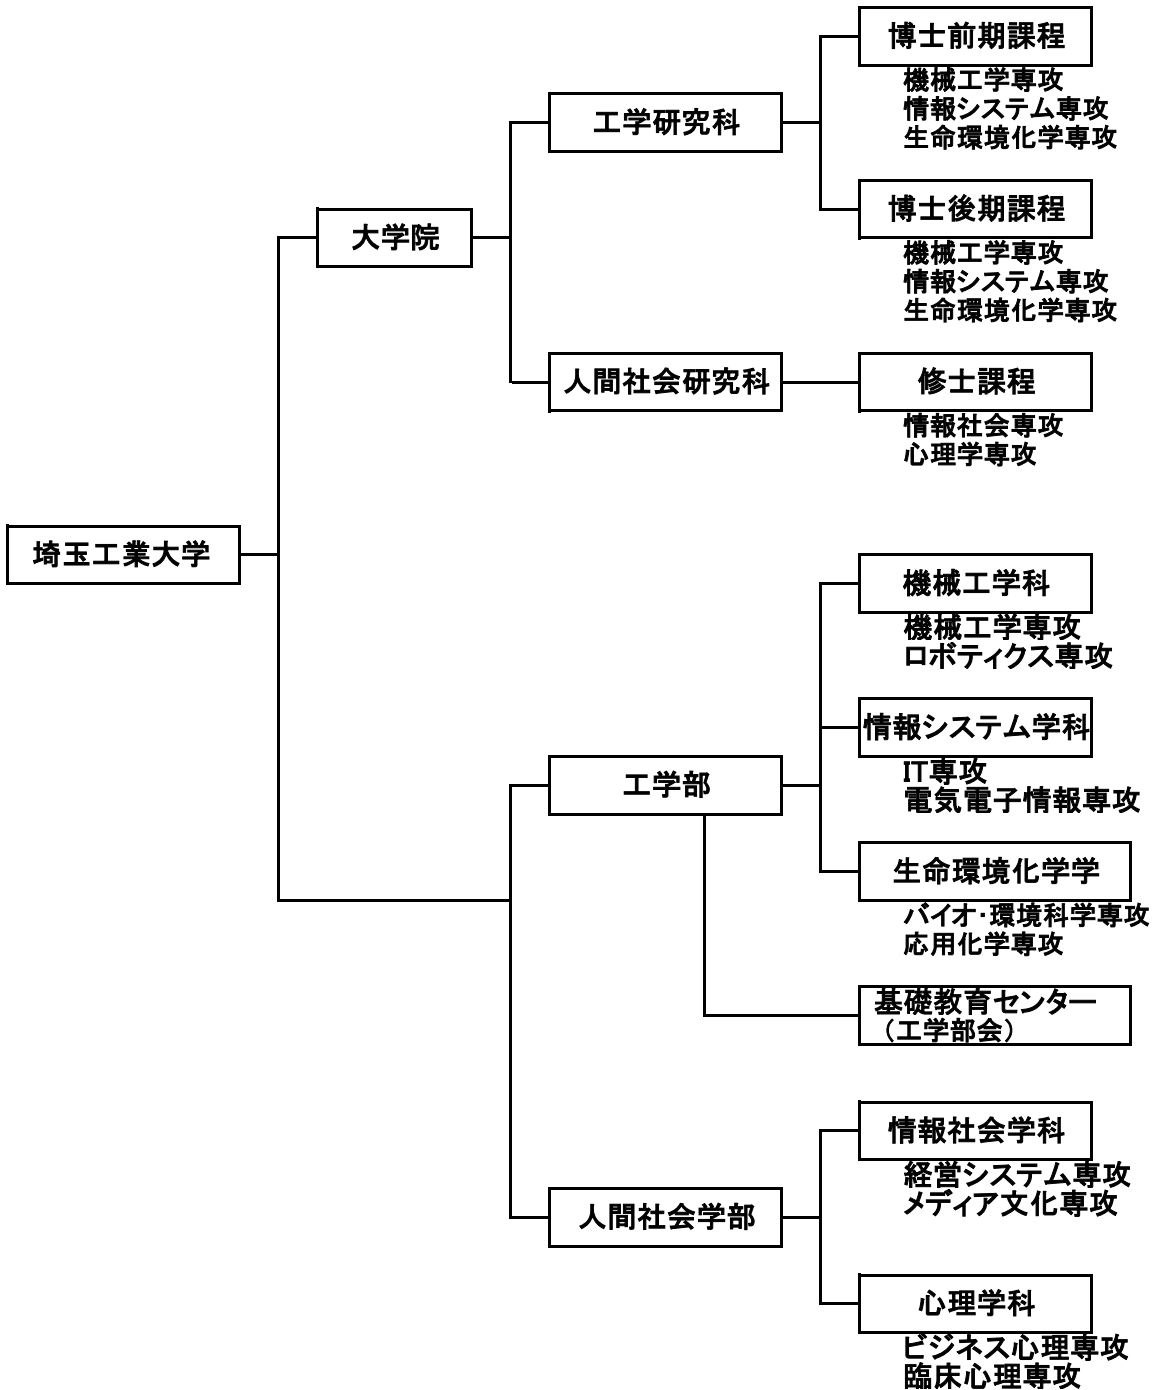 埼玉工業大学
大学院
工学研究科
博士前期課程
機械工学専攻
情報システム専攻
生命環境化学専攻
博士後期課程
機械工学専攻
情報システム専攻
生命環境化学専攻
人間社会研究科
修士課程
情報社会専攻
心理学専攻
工学部
機械工学科
機械工学専攻
ロボティクス専攻
情報システム学科
IT専攻
電気電子情報専攻
生命環境化学学
バイオ・環境科学専攻
応用化学専攻
基礎教育センター
（工学部会）
人間社会学部
情報社会学科
経営システム専攻
メディア文化専攻
心理学科
ビジネス心理専攻
臨床心理専攻